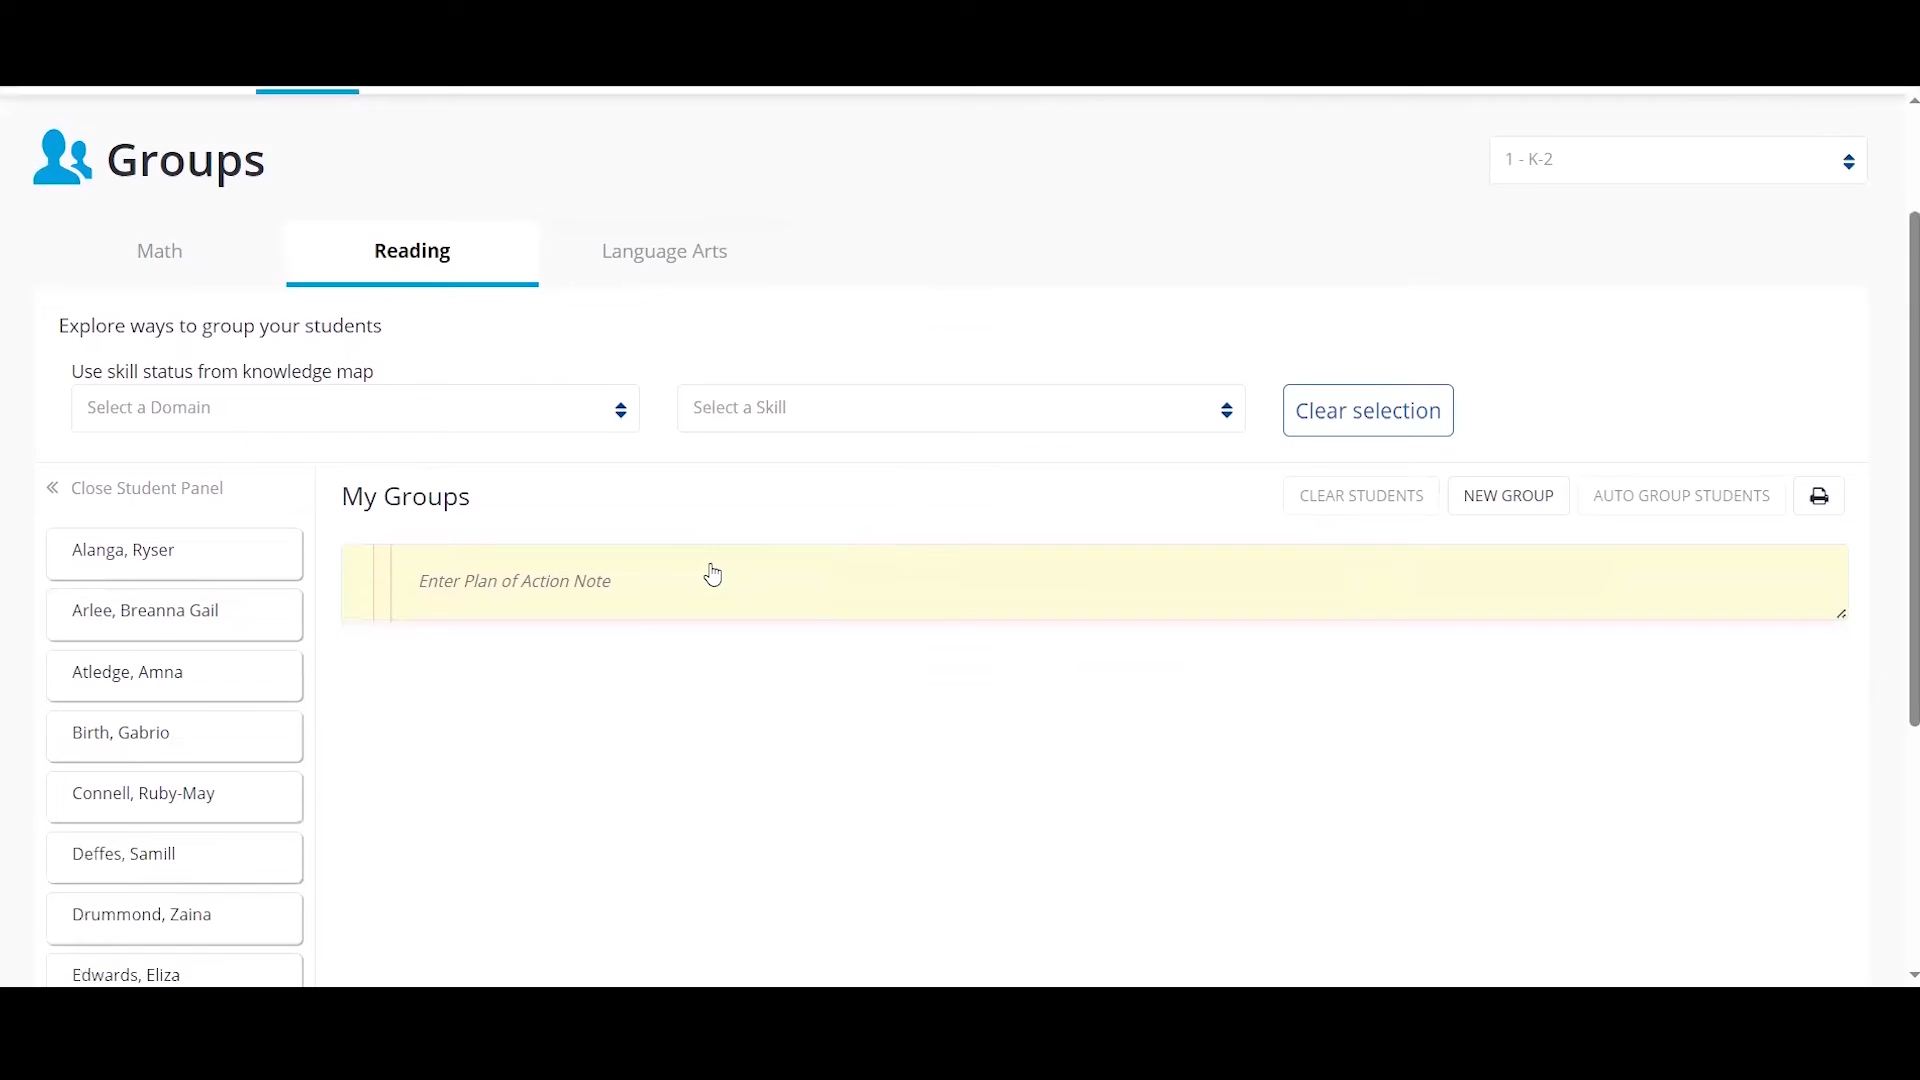 Groups
1 - K-2
Math
Reading
Language Arts
Explore ways to group your students
Use skill status from knowledge map
Select a Domain
Select a Skill
Clear selection
Close Student Panel
My Groups
CLEAR STUDENTS
NEW GROUP
AUTO GROUP STUDENTS
Enter Plan of Action Note
Alanga, Ryser
Arlee, Breanna Gail
Atledge, Amna
Birth, Gabrio
Connell, Ruby-May
Deffes, Samill
Drummond, Zaina
Edwards, Eliza